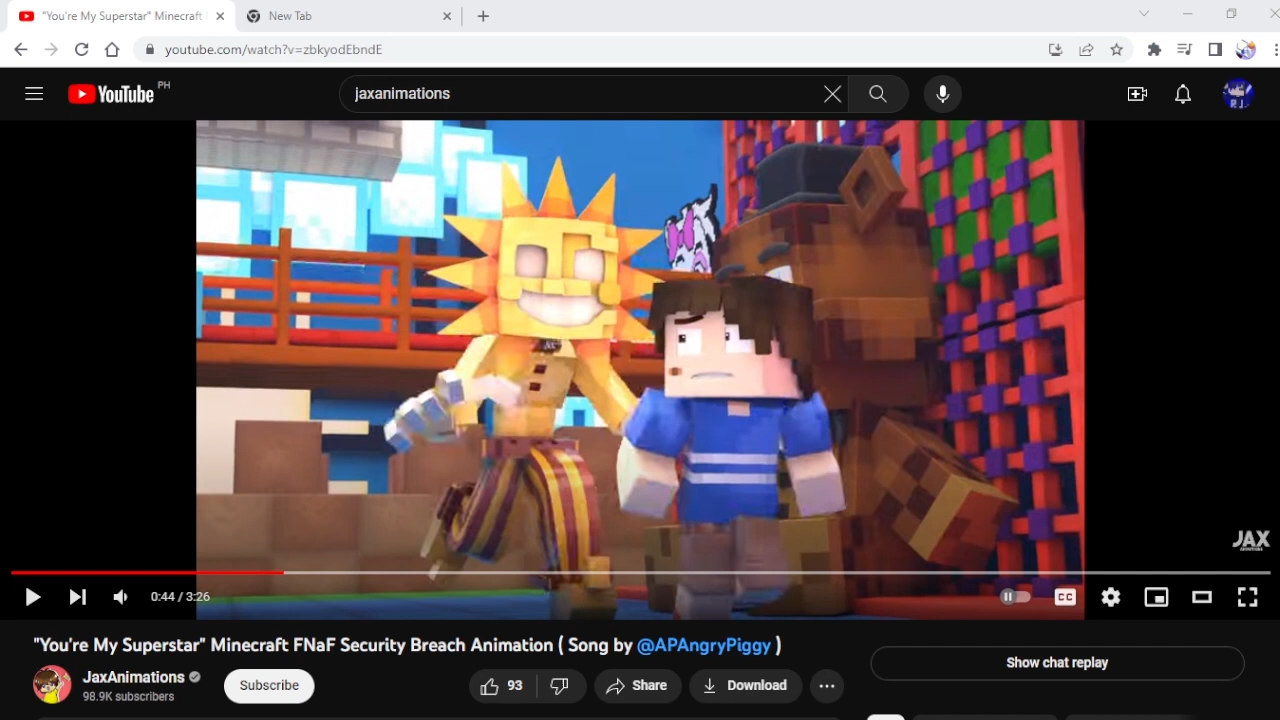 "You're My Superstar" Minecraft
New Tab
youtube.com/watch?v=zbkyodEbndE
YouTube PH
jaxanimations
RJ
JAX
0:44 / 3:26
CC
"You're My Superstar" Minecraft FNaF Security Breach Animation ( Song by @APAngryPiggy )
JaxAnimations
98.9K subscribers
Subscribe
93
Share
Download
Show chat replay